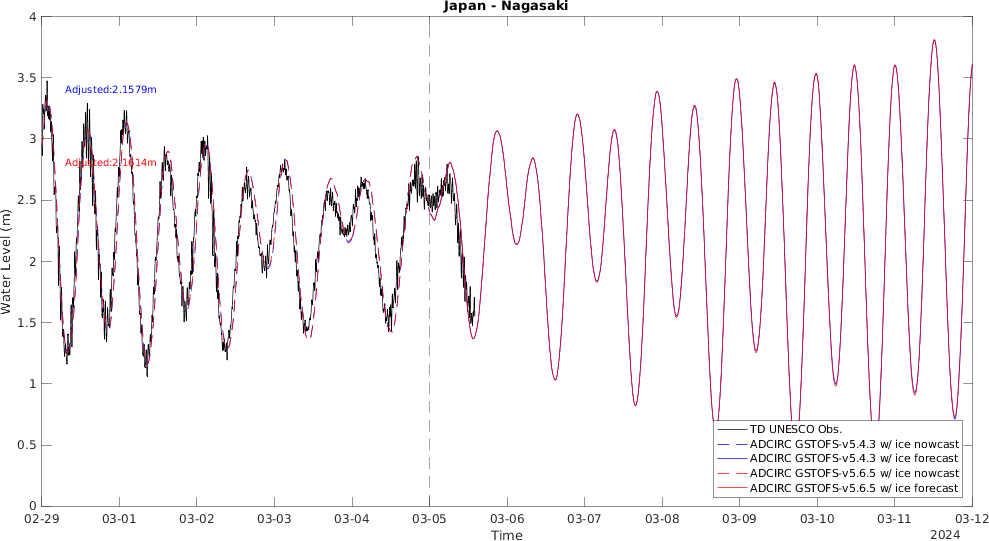 Japan - Nagasaki
4
3.5
3
2.5
2
1.5
1
0.5
0
Water Level (m)
Adjusted:2.1579m
Adjusted:2.1614m
TD UNESCO Obs.
ADCIRC GSTOFS-v5.4.3 w/ ice nowcast
ADCIRC GSTOFS-v5.4.3 w/ ice forecast
ADCIRC GSTOFS-v5.6.5 w/ ice nowcast
ADCIRC GSTOFS-v5.6.5 w/ ice forecast
02-29 03-01 03-02 03-03 03-04 03-05 03-06 03-07 03-08 03-09 03-10 03-11 03-12
Time
2024